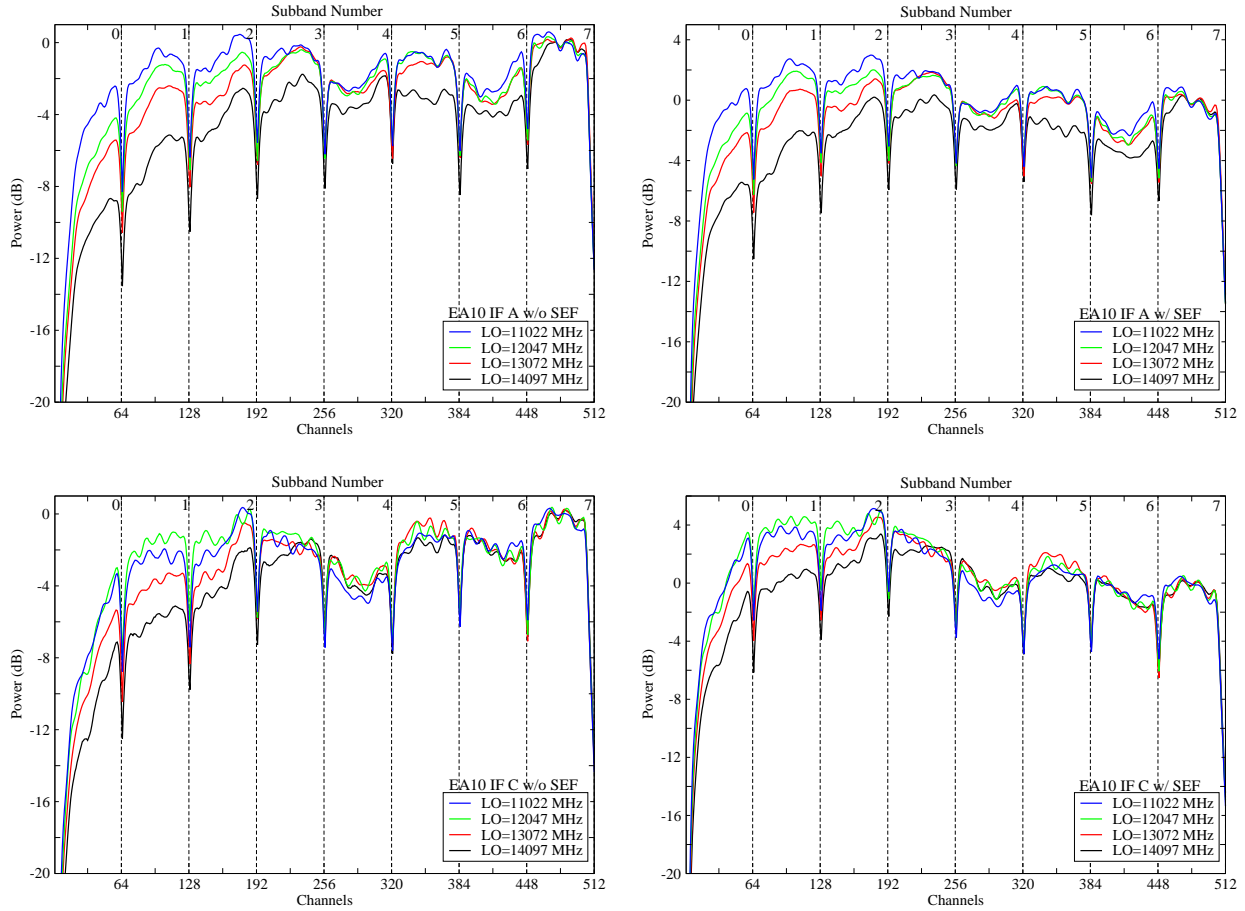 Subband Number
0 1 2 3 4 5 6 7
0
-4
-8
-12
-16
-20
Power (dB)
EA10 IF A w/o SEF
LO=11022 MHz
LO=12047 MHz
LO=13072 MHz
LO=14097 MHz
64 128 192 256 320 384 448 512
Channels
Subband Number
0 1 2 3 4 5 6 7
4
0
-4
-8
-12
-16
-20
Power (dB)
EA10 IF A w/ SEF
LO=11022 MHz
LO=12047 MHz
LO=13072 MHz
LO=14097 MHz
64 128 192 256 320 384 448 512
Channels
Subband Number
0 1 2 3 4 5 6 7
0
-4
-8
-12
-16
-20
Power (dB)
EA10 IF C w/o SEF
LO=11022 MHz
LO=12047 MHz
LO=13072 MHz
LO=14097 MHz
64 128 192 256 320 384 448 512
Channels
Subband Number
0 1 2 3 4 5 6 7
4
0
-4
-8
-12
-16
-20
Power (dB)
EA10 IF C w/ SEF
LO=11022 MHz
LO=12047 MHz
LO=13072 MHz
LO=14097 MHz
64 128 192 256 320 384 448 512
Channels